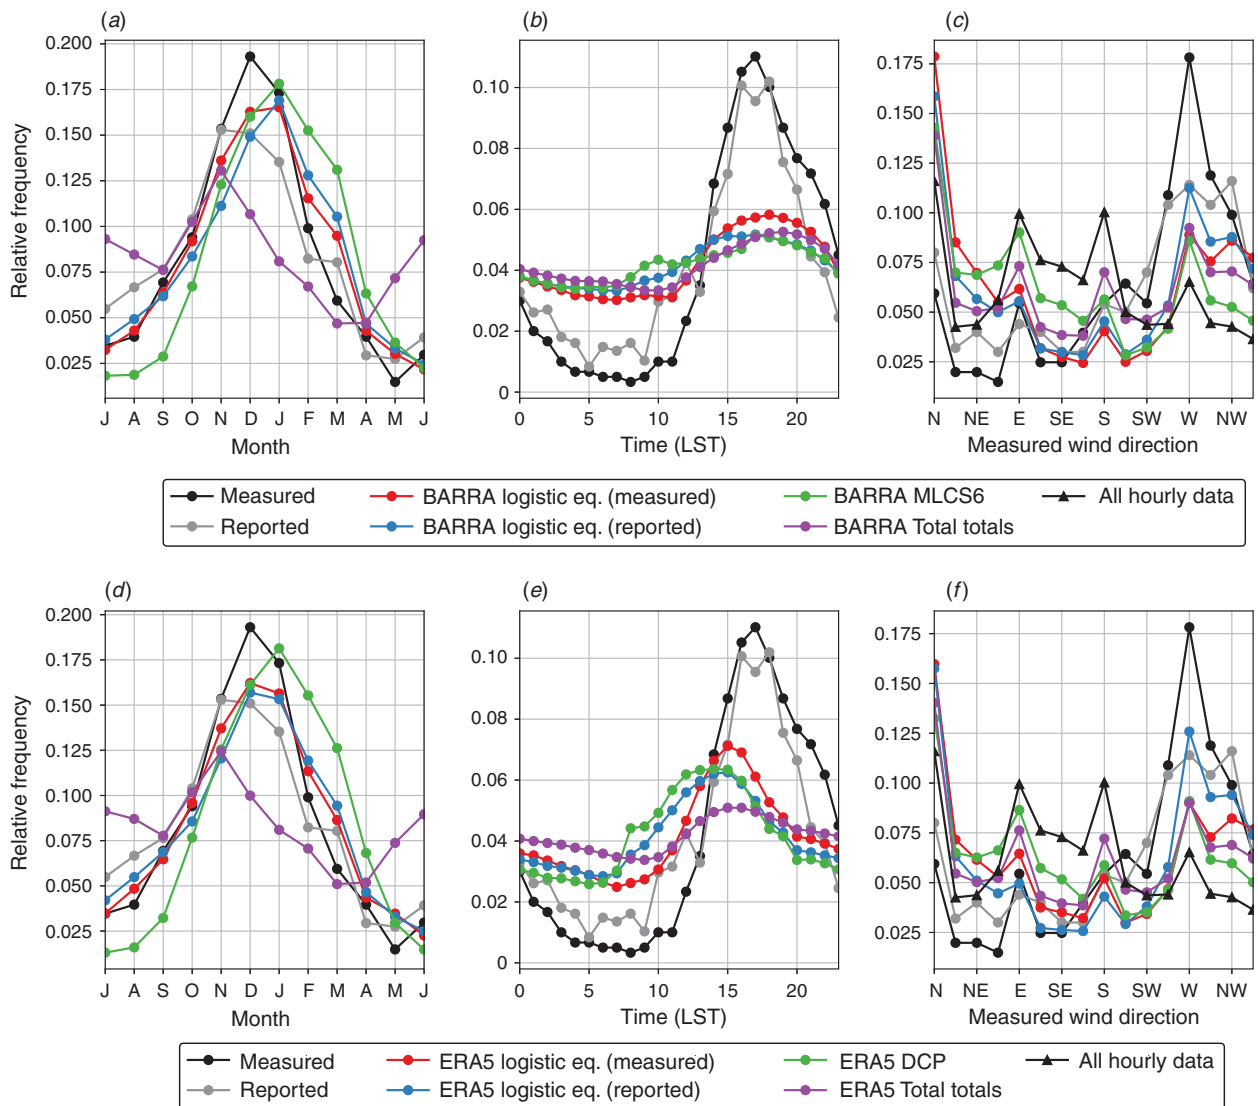 (a)
(b)
(c)
Relative frequency
0.200
0.175
0.150
0.125
0.100
0.075
0.050
0.025
J A S O N D J F M A M J
Month
0.10
0.08
0.06
0.04
0.02
0
0 5 10 15 20
Time (LST)
0.175
0.150
0.125
0.100
0.075
0.050
0.025
N NE E SE S SW W NW
Measured wind direction
Measured
BARRA logistic eq. (measured)
BARRA MLCS6
All hourly data
Reported
BARRA logistic eq. (reported)
BARRA Total totals
(d)
(e)
(f)
Relative frequency
0.200
0.175
0.150
0.125
0.100
0.075
0.050
0.025
J A S O N D J F M A M J
Month
0.10
0.08
0.06
0.04
0.02
0
0 5 10 15 20
Time (LST)
0.175
0.150
0.125
0.100
0.075
0.050
0.025
N NE E SE S SW W NW
Measured wind direction
Measured
ERA5 logistic eq. (measured)
ERA5 DCP
All hourly data
Reported
ERA5 logistic eq. (reported)
ERA5 Total totals